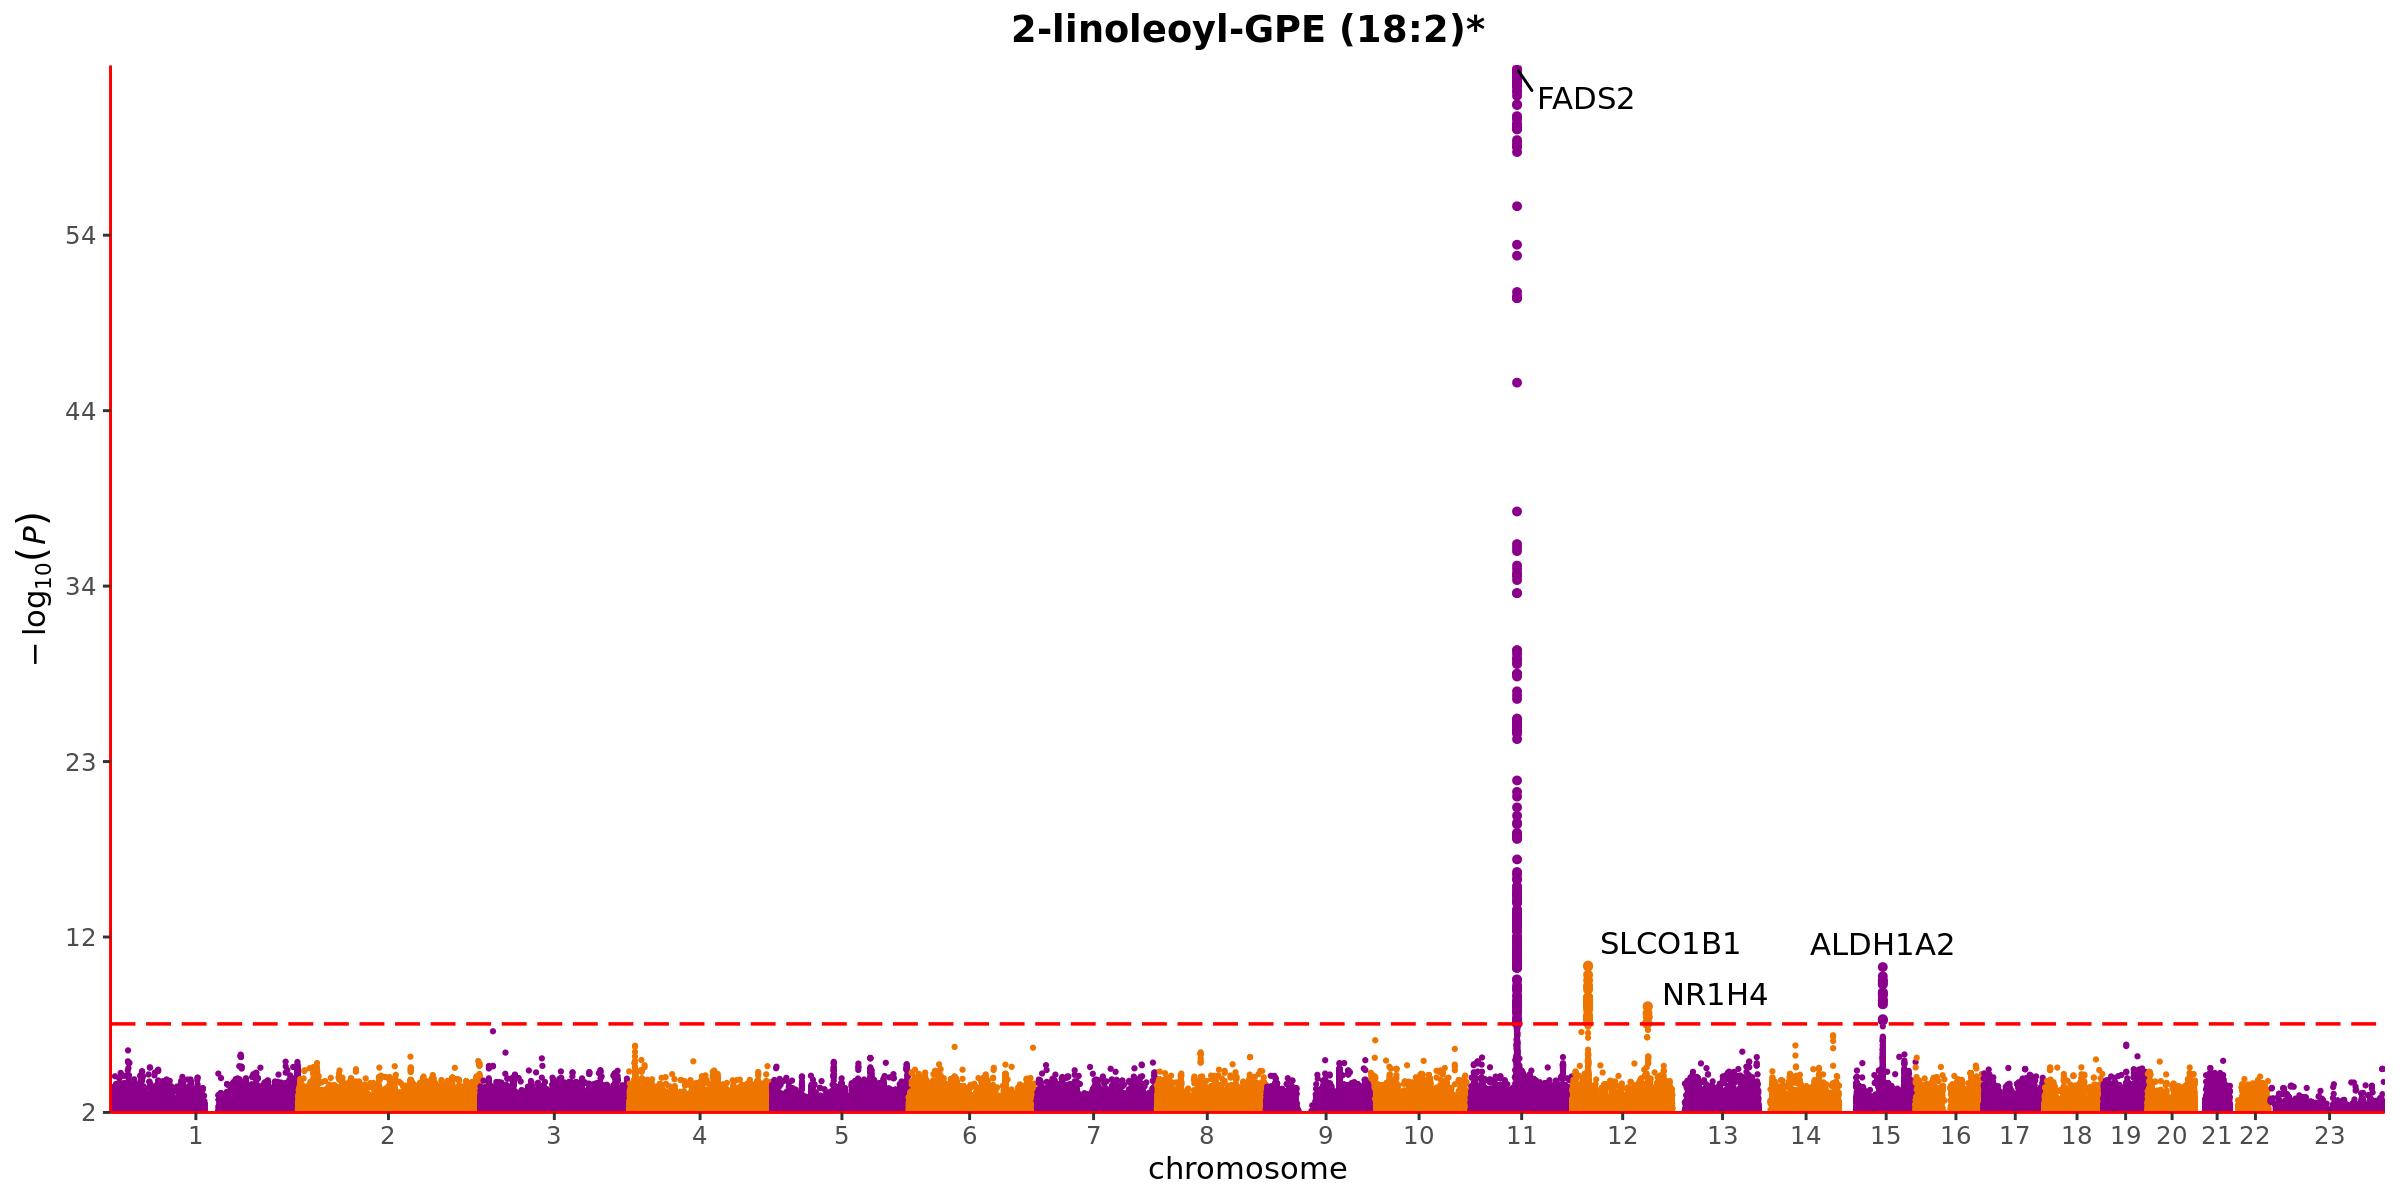 2-linoleoyl-GPE (18:2)*
FADS2
54
44
34
23
12
2
− log10(P)
SLCO1B1
ALDH1A2
NR1H4
1 2 3 4 5 6 7 8 9 10 11 12 13 14 15 16 17 18 19 20 21 22 23
chromosome